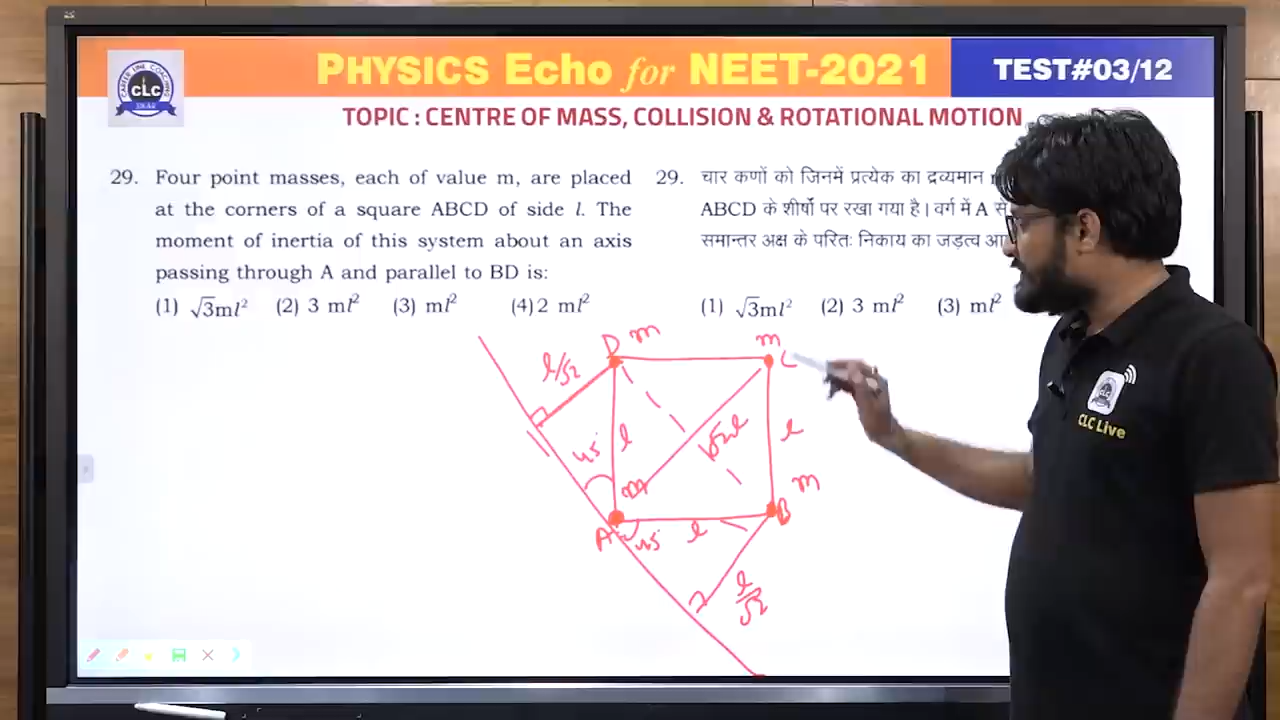 PHYSICS Echo for NEET-2021
TEST#03/12
CLC
TOPIC : CENTRE OF MASS, COLLISION & ROTATIONAL MOTION
29. Four point masses, each of value m, are placed
at the corners of a square ABCD of side l. The
moment of inertia of this system about an axis
passing through A and parallel to BD is:
(1) √3ml² (2) 3 ml² (3) ml² (4) 2 ml²
29. चार कणों को जिनमें प्रत्येक का द्रव्यमान
ABCD के शीर्षों पर रखा गया है। वर्ग में A से
समान्तर अक्ष के परितः निकाय का जड़त्व आ
(1) √3ml² (2) 3 ml² (3) ml²
D m
m
C
l/√2
45
l
√2l
l
m
m
B
A
45
l
l/√2
CLC
CLC Live